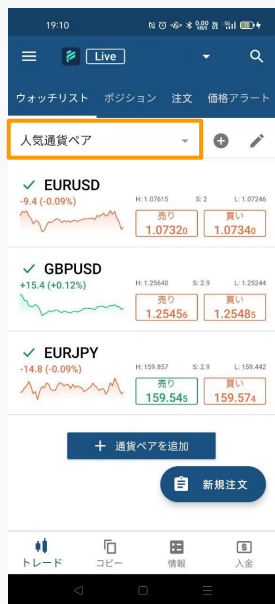 19:10
Live
ウォッチリスト ポジション 注文 価格アラート
人気通貨ペア
EURUSD
-9.4 (-0.09%)
H: 1.07615 S: 2 L: 1.07246
売り 買い
1.07320 1.07340
GBPUSD
+15.4 (+0.12%)
H: 1.25640 S: 2.9 L: 1.25244
売り 買い
1.25456 1.25485
EURJPY
-14.8 (-0.09%)
H: 159.857 S: 2.9 L: 159.442
売り 買い
159.545 159.574
+ 通貨ペアを追加
新規注文
トレード コピー 情報 入金